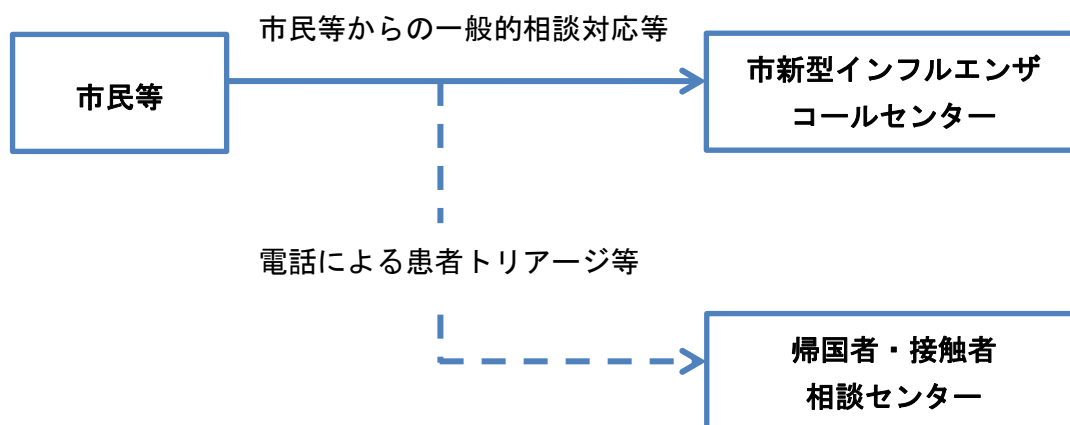 市民等からの一般的相談対応等
市民等
市新型インフルエンザ
コールセンター
電話による患者トリアージ等
帰国者・接触者
相談センター